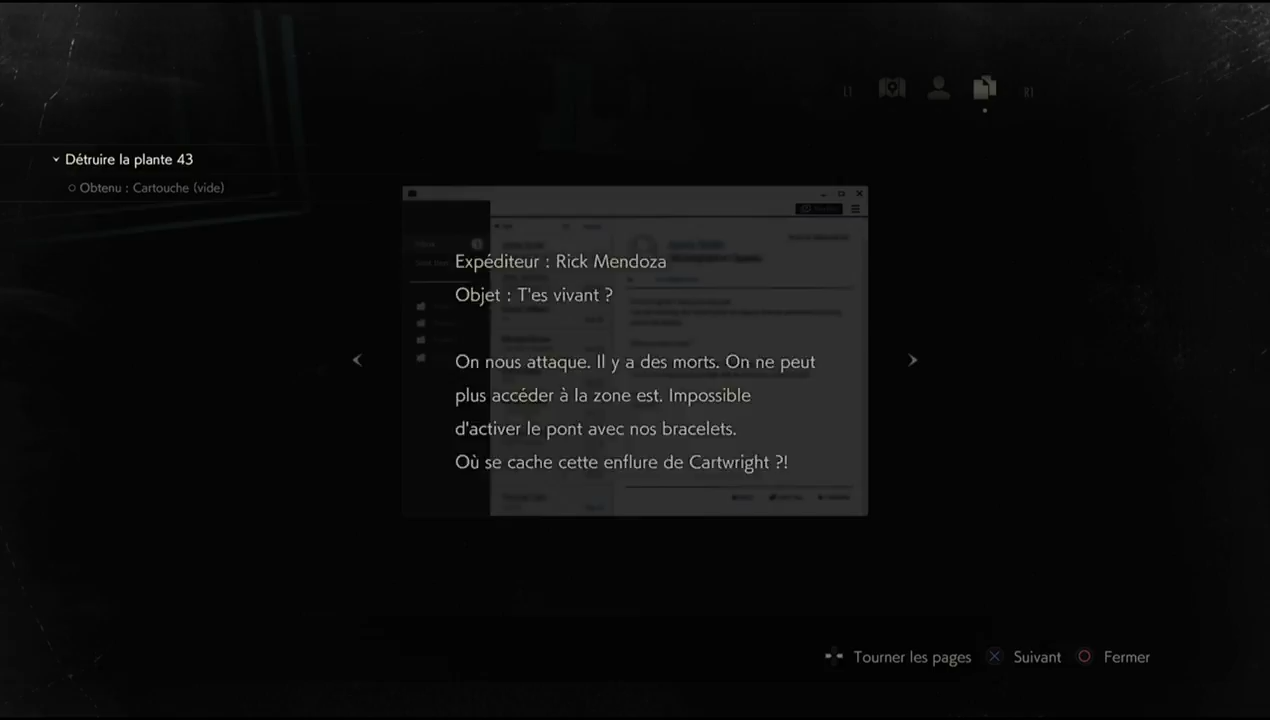 L1
R1
Détruire la plante 43
Obtenu : Cartouche (vide)
Expéditeur : Rick Mendoza
Objet : T'es vivant ?
On nous attaque. Il y a des morts. On ne peut
plus accéder à la zone est. Impossible
d'activer le pont avec nos bracelets.
Où se cache cette enflure de Cartwright ?!
Tourner les pages
Suivant
Fermer